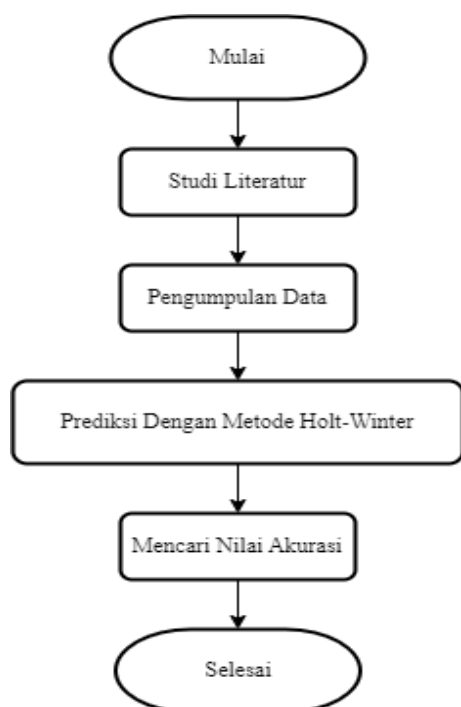 Mulai
Studi Literatur
Pengumpulan Data
Prediksi Dengan Metode Holt-Winter
Mencari Nilai Akurasi
Selesai